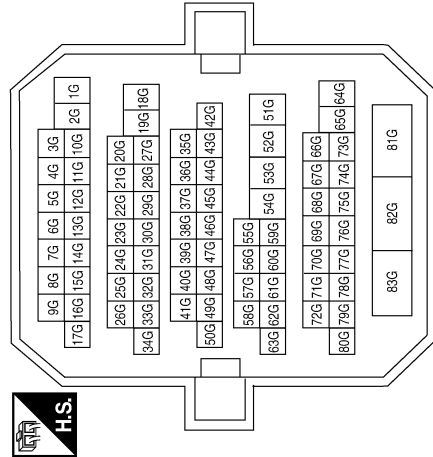 H.S.
9G 8G 7G 6G 5G 4G 3G
17G 16G 15G 14G 13G 12G 11G 10G 2G 1G
26G 25G 24G 23G 22G 21G 20G
34G 33G 32G 31G 30G 29G 28G 27G 19G 18G
41G 40G 39G 38G 37G 36G 35G
50G 49G 48G 47G 46G 45G 44G 43G 42G
58G 57G 56G 55G
63G 62G 61G 60G 59G 54G 53G 52G 51G
72G 71G 70G 69G 68G 67G 66G
80G 79G 78G 77G 76G 75G 74G 73G 65G 64G
83G 82G 81G